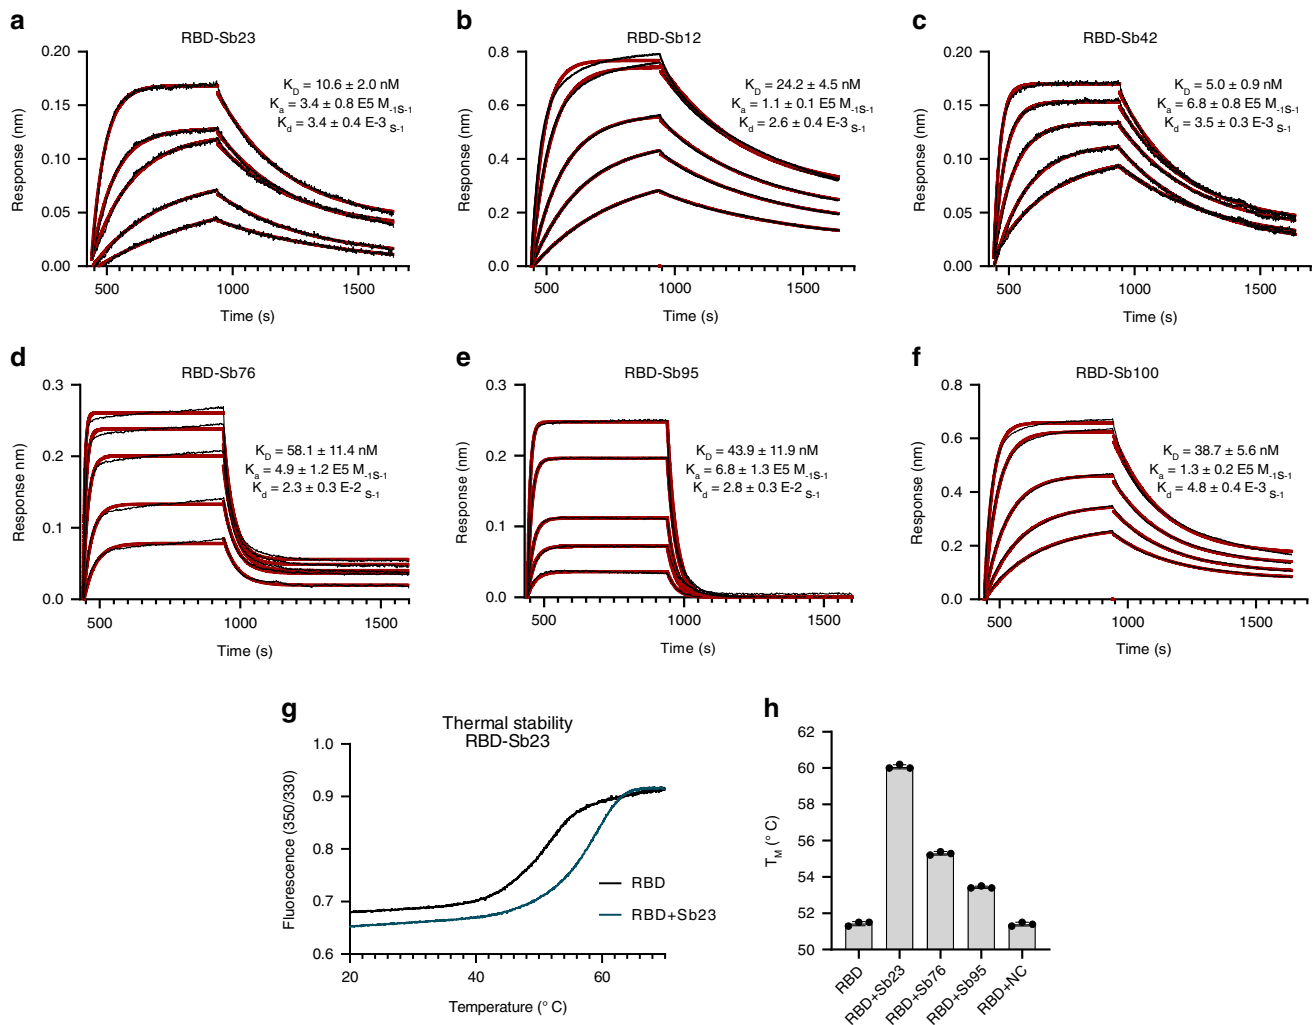 a
RBD-Sb23
0.20
0.15
0.10
0.05
0.00
Response (nm)
K_D = 10.6 ± 2.0 nM
K_a = 3.4 ± 0.8 E5 M_-1S-1
K_d = 3.4 ± 0.4 E-3 _S-1
500 1000 1500
Time (s)
b
RBD-Sb12
0.8
0.6
0.4
0.2
0.0
Response (nm)
K_D = 24.2 ± 4.5 nM
K_a = 1.1 ± 0.1 E5 M_-1S-1
K_d = 2.6 ± 0.4 E-3 _S-1
500 1000 1500
Time (s)
c
RBD-Sb42
0.20
0.15
0.10
0.05
0.00
Response (nm)
K_D = 5.0 ± 0.9 nM
K_a = 6.8 ± 0.8 E5 M_-1S-1
K_d = 3.5 ± 0.3 E-3 _S-1
500 1000 1500
Time (s)
d
RBD-Sb76
0.3
0.2
0.1
0.0
Response nm)
K_D = 58.1 ± 11.4 nM
K_a = 4.9 ± 1.2 E5 M_-1S-1
K_d = 2.3 ± 0.3 E-2 _S-1
500 1000 1500
Time (s)
e
RBD-Sb95
0.3
0.2
0.1
0.0
Response nm)
K_D = 43.9 ± 11.9 nM
K_a = 6.8 ± 1.3 E5 M_-1S-1
K_d = 2.8 ± 0.3 E-2 _S-1
500 1000 1500
Time (s)
f
RBD-Sb100
0.8
0.6
0.4
0.2
0.0
Response (nm)
K_D = 38.7 ± 5.6 nM
K_a = 1.3 ± 0.2 E5 M_-1S-1
K_d = 4.8 ± 0.4 E-3 _S-1
500 1000 1500
Time (s)
g
Thermal stability
RBD-Sb23
1.0
0.9
0.8
0.7
0.6
Fluorescence (350/330)
RBD
RBD+Sb23
20 40 60
Temperature (° C)
h
62
60
58
56
54
52
50
T_M (° C)
RBD
RBD+Sb23
RBD+Sb76
RBD+Sb95
RBD+NC